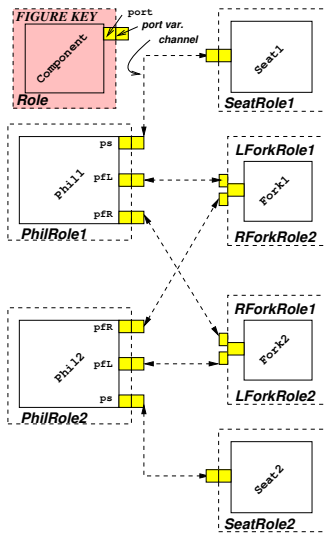 FIGURE KEY
port
port var.
channel
Component
Role
Seat1
SeatRole1
ps
pfL
pfR
Phil1
PhilRole1
LForkRole1
Fork1
RForkRole2
pfR
pfL
ps
Phil2
PhilRole2
RForkRole1
Fork2
LForkRole2
Seat2
SeatRole2